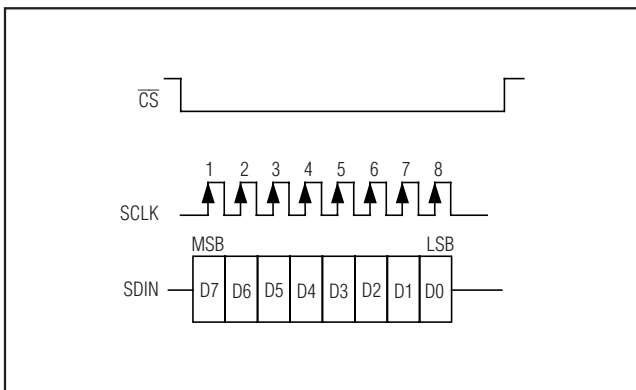 C̅S̅
1 2 3 4 5 6 7 8
SCLK
MSB LSB
SDIN D7 D6 D5 D4 D3 D2 D1 D0